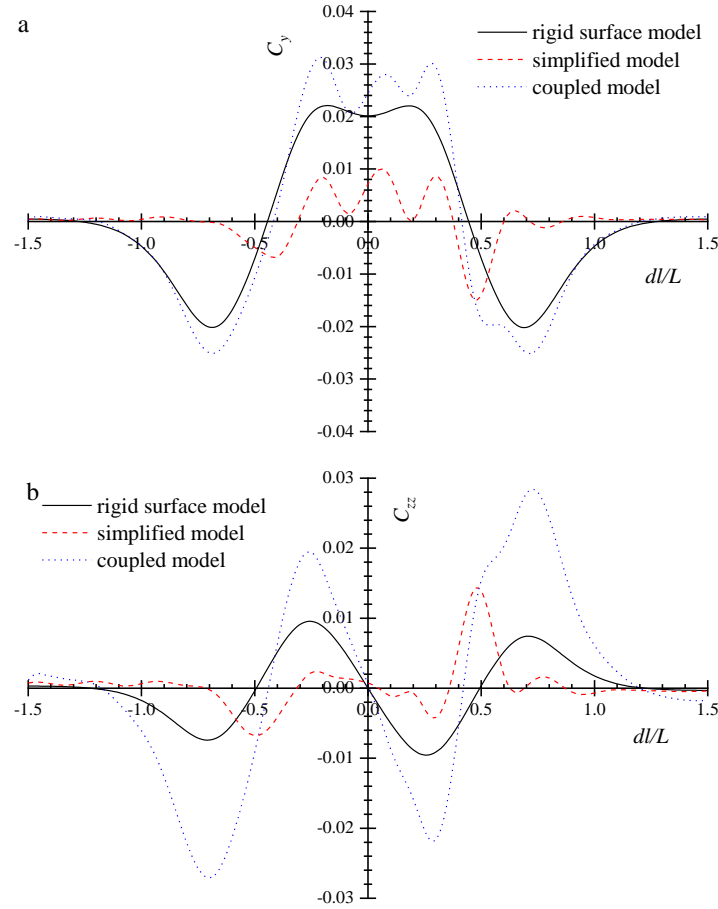 a
C_y
0.04
rigid surface model
simplified model
coupled model
0.03
0.02
0.01
0.00
-1.5 -1.0 -0.5 0.0 0.5 1.0 1.5
dl/L
-0.01
-0.02
-0.03
-0.04
b
C_zz
0.03
rigid surface model
simplified model
coupled model
0.02
0.01
0.00
-1.5 -1.0 -0.5 0.0 0.5 1.0 1.5
dl/L
-0.01
-0.02
-0.03